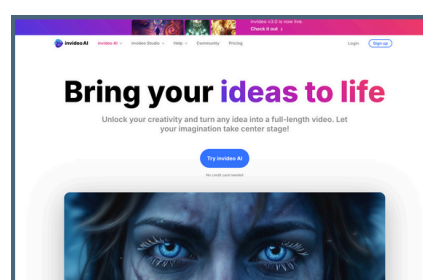 invideo v3.0 is now live
Check it out >
invideo AI
Invideo AI
Invideo Studio
Help
Community
Pricing
Login
Sign up
Bring your ideas to life
Unlock your creativity and turn any idea into a full-length video. Let
your imagination take center stage!
Try invideo AI
No credit card needed